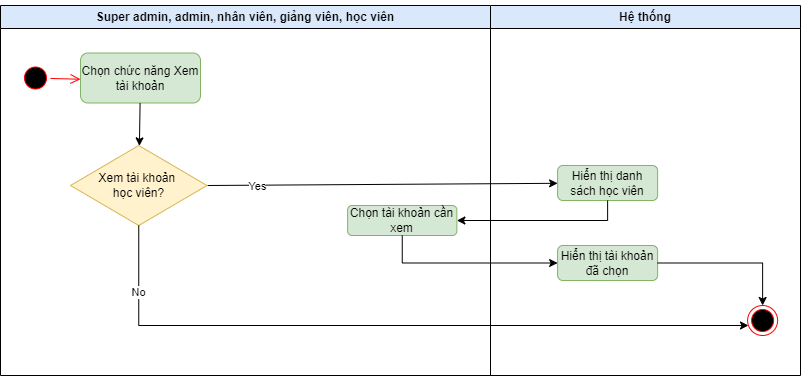 Super admin, admin, nhân viên, giảng viên, học viên
Hệ thống
Chọn chức năng Xem
tài khoản
Xem tài khoản
học viên?
Yes
Hiển thị danh
sách học viên
Chọn tài khoản cần
xem
Hiển thị tài khoản
đã chọn
No